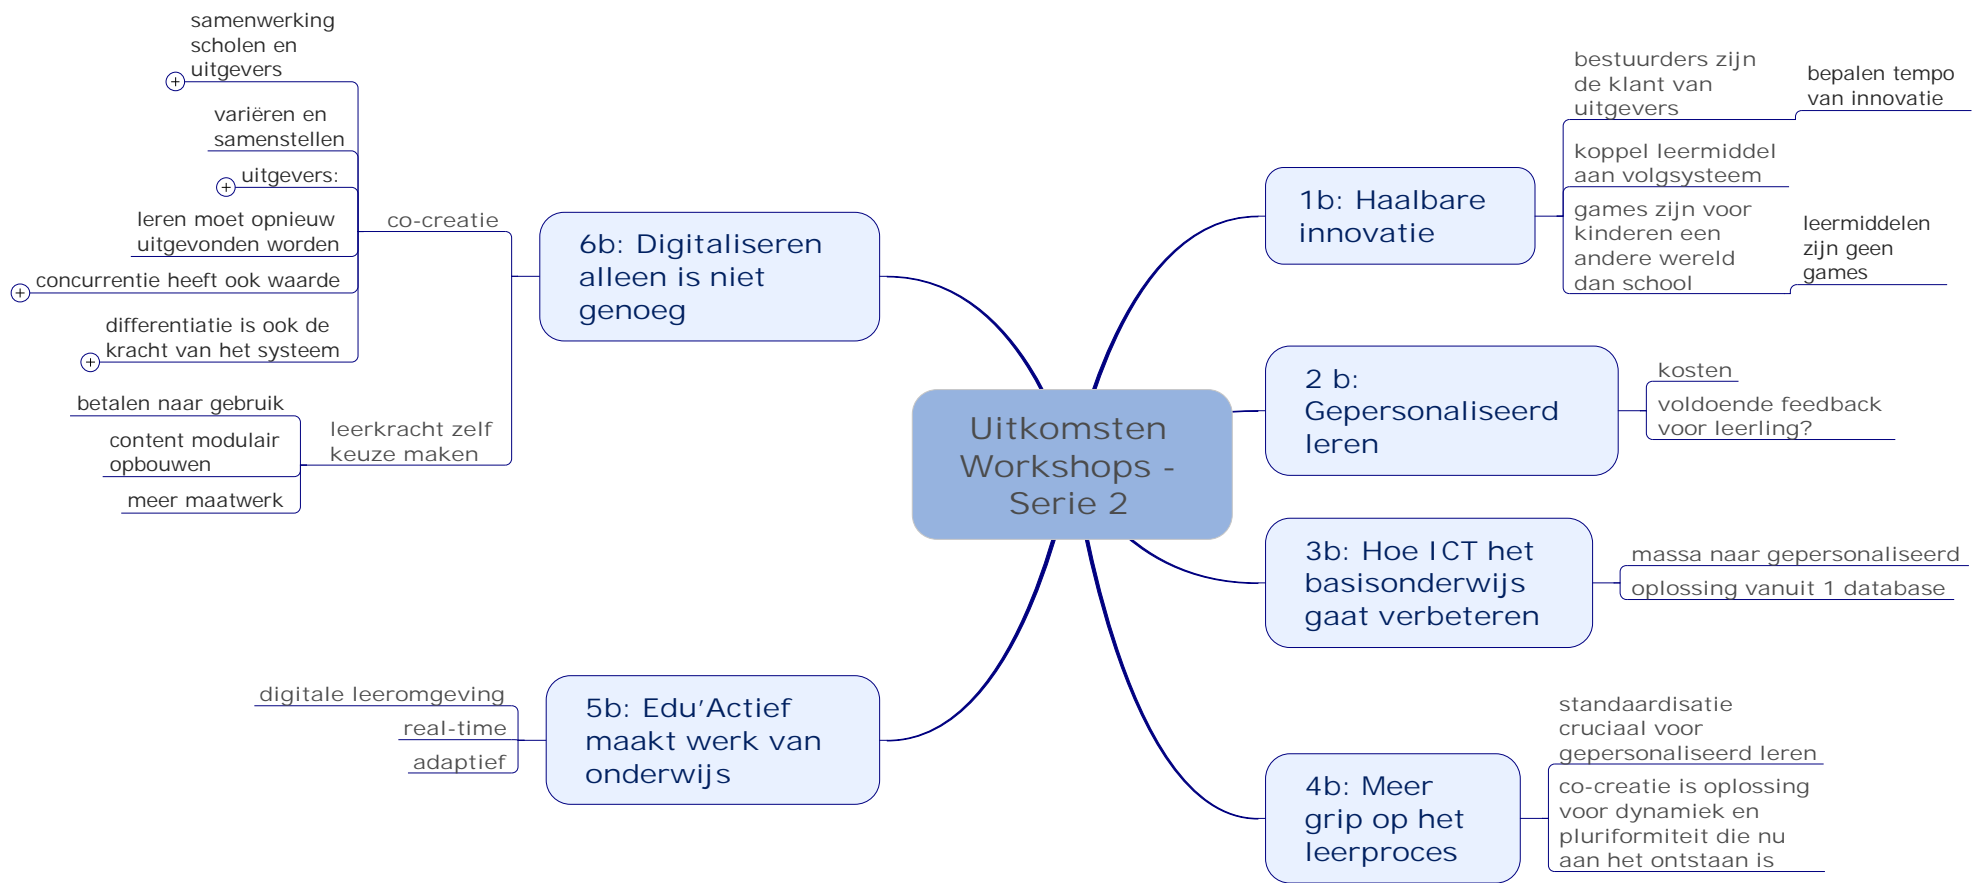 Uitkomsten
Workshops -
Serie 2
1b: Haalbare
innovatie
bestuurders zijn
de klant van
uitgevers
bepalen tempo
van innovatie
koppel leermiddel
aan volgsysteem
games zijn voor
kinderen een
andere wereld
dan school
leermiddelen
zijn geen
games
2 b:
Gepersonaliseerd
leren
kosten
voldoende feedback
voor leerling?
3b: Hoe ICT het
basisonderwijs
gaat verbeteren
massa naar gepersonaliseerd
oplossing vanuit 1 database
4b: Meer
grip op het
leerproces
standaardisatie
cruciaal voor
gepersonaliseerd leren
co-creatie is oplossing
voor dynamiek en
pluriformiteit die nu
aan het ontstaan is
5b: Edu'Actief
maakt werk van
onderwijs
digitale leeromgeving
real-time
adaptief
6b: Digitaliseren
alleen is niet
genoeg
co-creatie
samenwerking
scholen en
uitgevers
variëren en
samenstellen
uitgevers:
leren moet opnieuw
uitgevonden worden
concurrentie heeft ook waarde
differentiatie is ook de
kracht van het systeem
leerkracht zelf
keuze maken
betalen naar gebruik
content modulair
opbouwen
meer maatwerk